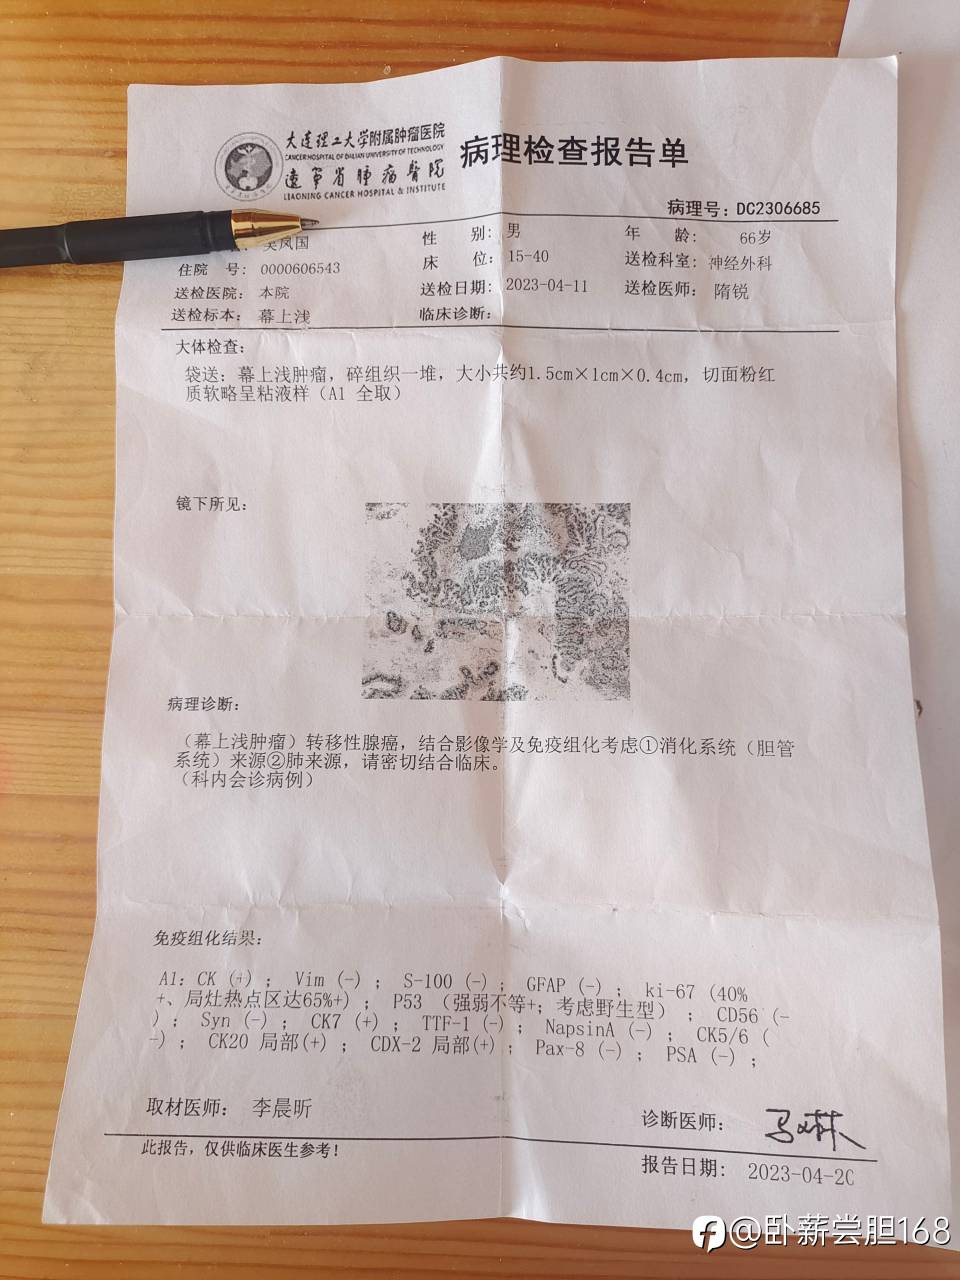 大连理工大学附属肿瘤医院
CANCER HOSPITAL OF DALIAN UNIVERSITY OF TECHNOLOGY
辽宁省肿瘤医院
LIAONING CANCER HOSPITAL & INSTITUTE
病理检查报告单
病理号：DC2306685
吴凤国 性 别：男 年 龄：66岁
住院 号：0000606543 床 位：15-40 送检科室：神经外科
送检医院：本院 送检日期：2023-04-11 送检医师：隋锐
送检标本：幕上浅 临床诊断：
大体检查：
袋送：幕上浅肿瘤，碎组织一堆，大小共约1.5cm×1cm×0.4cm，切面粉红
质软略呈粘液样（A1 全取）
镜下所见：
病理诊断：
（幕上浅肿瘤）转移性腺癌，结合影像学及免疫组化考虑①消化系统（胆管
系统）来源②肺来源，请密切结合临床。
（科内会诊病例）
免疫组化结果：
A1：CK（+）；Vim（-）；S-100（-）；GFAP（-）；ki-67（40%
+、局灶热点区达65%+）；P53（强弱不等+；考虑野生型）；CD56（-
）；Syn（-）；CK7（+）；TTF-1（-）；NapsinA（-）；CK5/6（
-）；CK20 局部(+)；CDX-2 局部(+)；Pax-8（-）；PSA（-）；
取材医师：李晨昕
诊断医师：
此报告，仅供临床医生参考！
报告日期：2023-04-20
@卧薪尝胆168